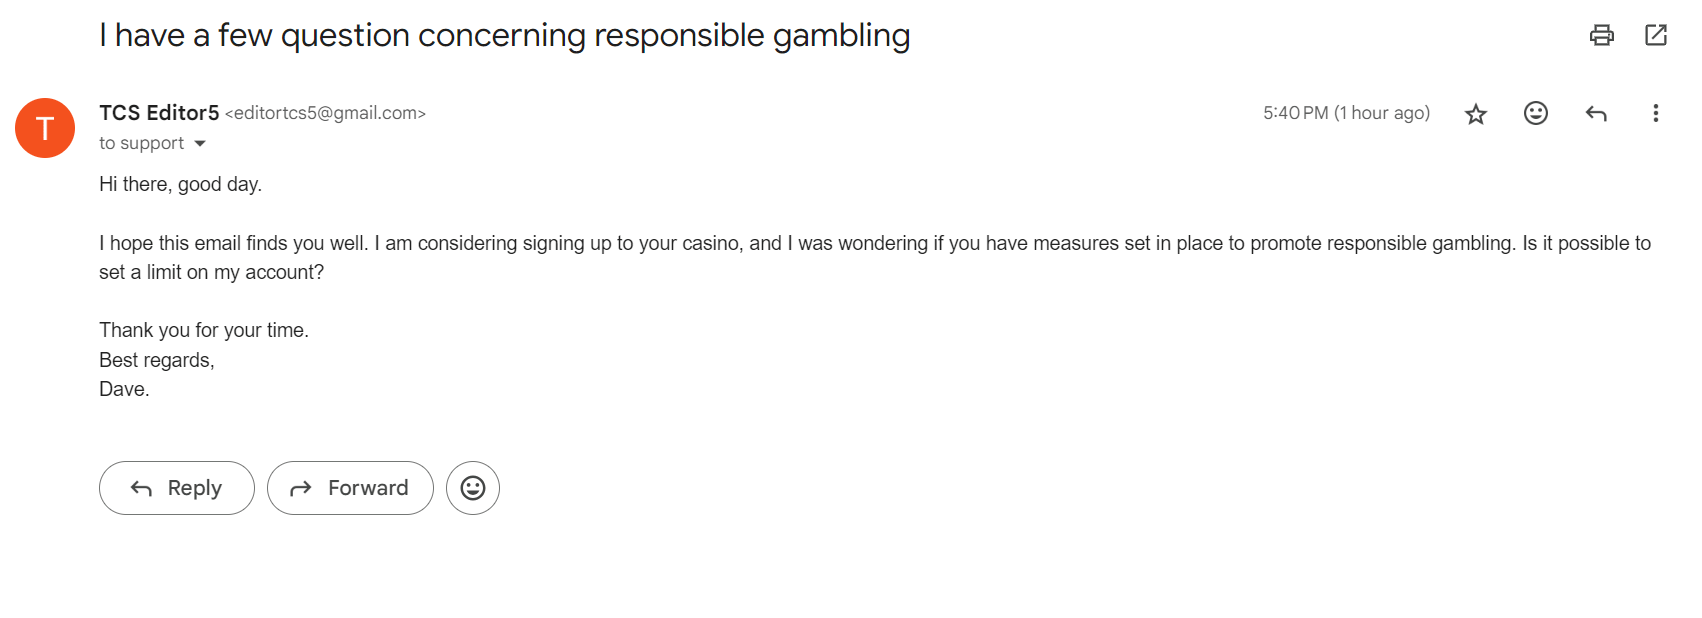 I have a few question concerning responsible gambling
T
TCS Editor5 <editortcs5@gmail.com>
5:40 PM (1 hour ago)
to support
Hi there, good day.
I hope this email finds you well. I am considering signing up to your casino, and I was wondering if you have measures set in place to promote responsible gambling. Is it possible to
set a limit on my account?
Thank you for your time.
Best regards,
Dave.
Reply
Forward